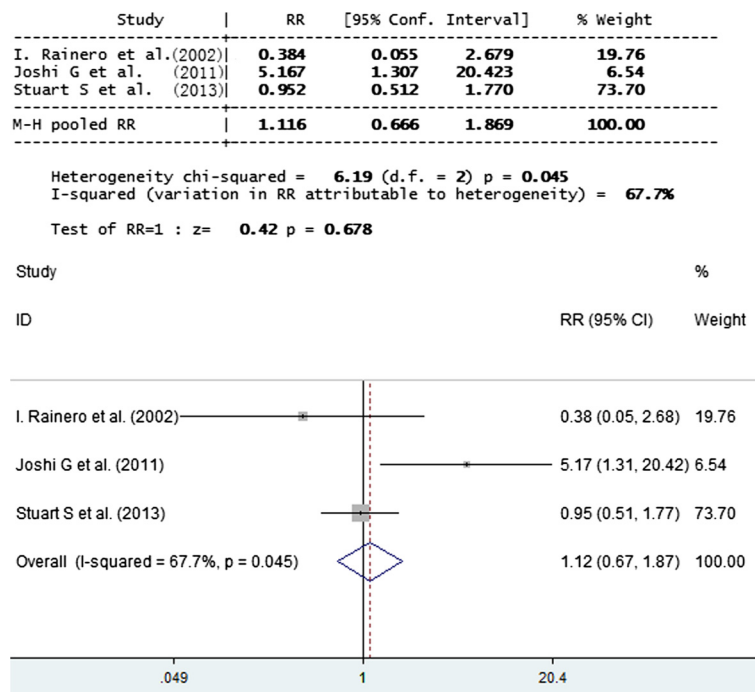 Study | RR [95% Conf. Interval] % Weight
I. Rainero et al.(2002)| 0.384 0.055 2.679 19.76
Joshi G et al. (2011)| 5.167 1.307 20.423 6.54
Stuart S et al. (2013)| 0.952 0.512 1.770 73.70
M-H pooled RR | 1.116 0.666 1.869 100.00
Heterogeneity chi-squared = 6.19 (d.f. = 2) p = 0.045
I-squared (variation in RR attributable to heterogeneity) = 67.7%
Test of RR=1 : z= 0.42 p = 0.678
Study %
ID RR (95% CI) Weight
I. Rainero et al. (2002) 0.38 (0.05, 2.68) 19.76
Joshi G et al. (2011) 5.17 (1.31, 20.42) 6.54
Stuart S et al. (2013) 0.95 (0.51, 1.77) 73.70
Overall (I-squared = 67.7%, p = 0.045) 1.12 (0.67, 1.87) 100.00
.049 1 20.4